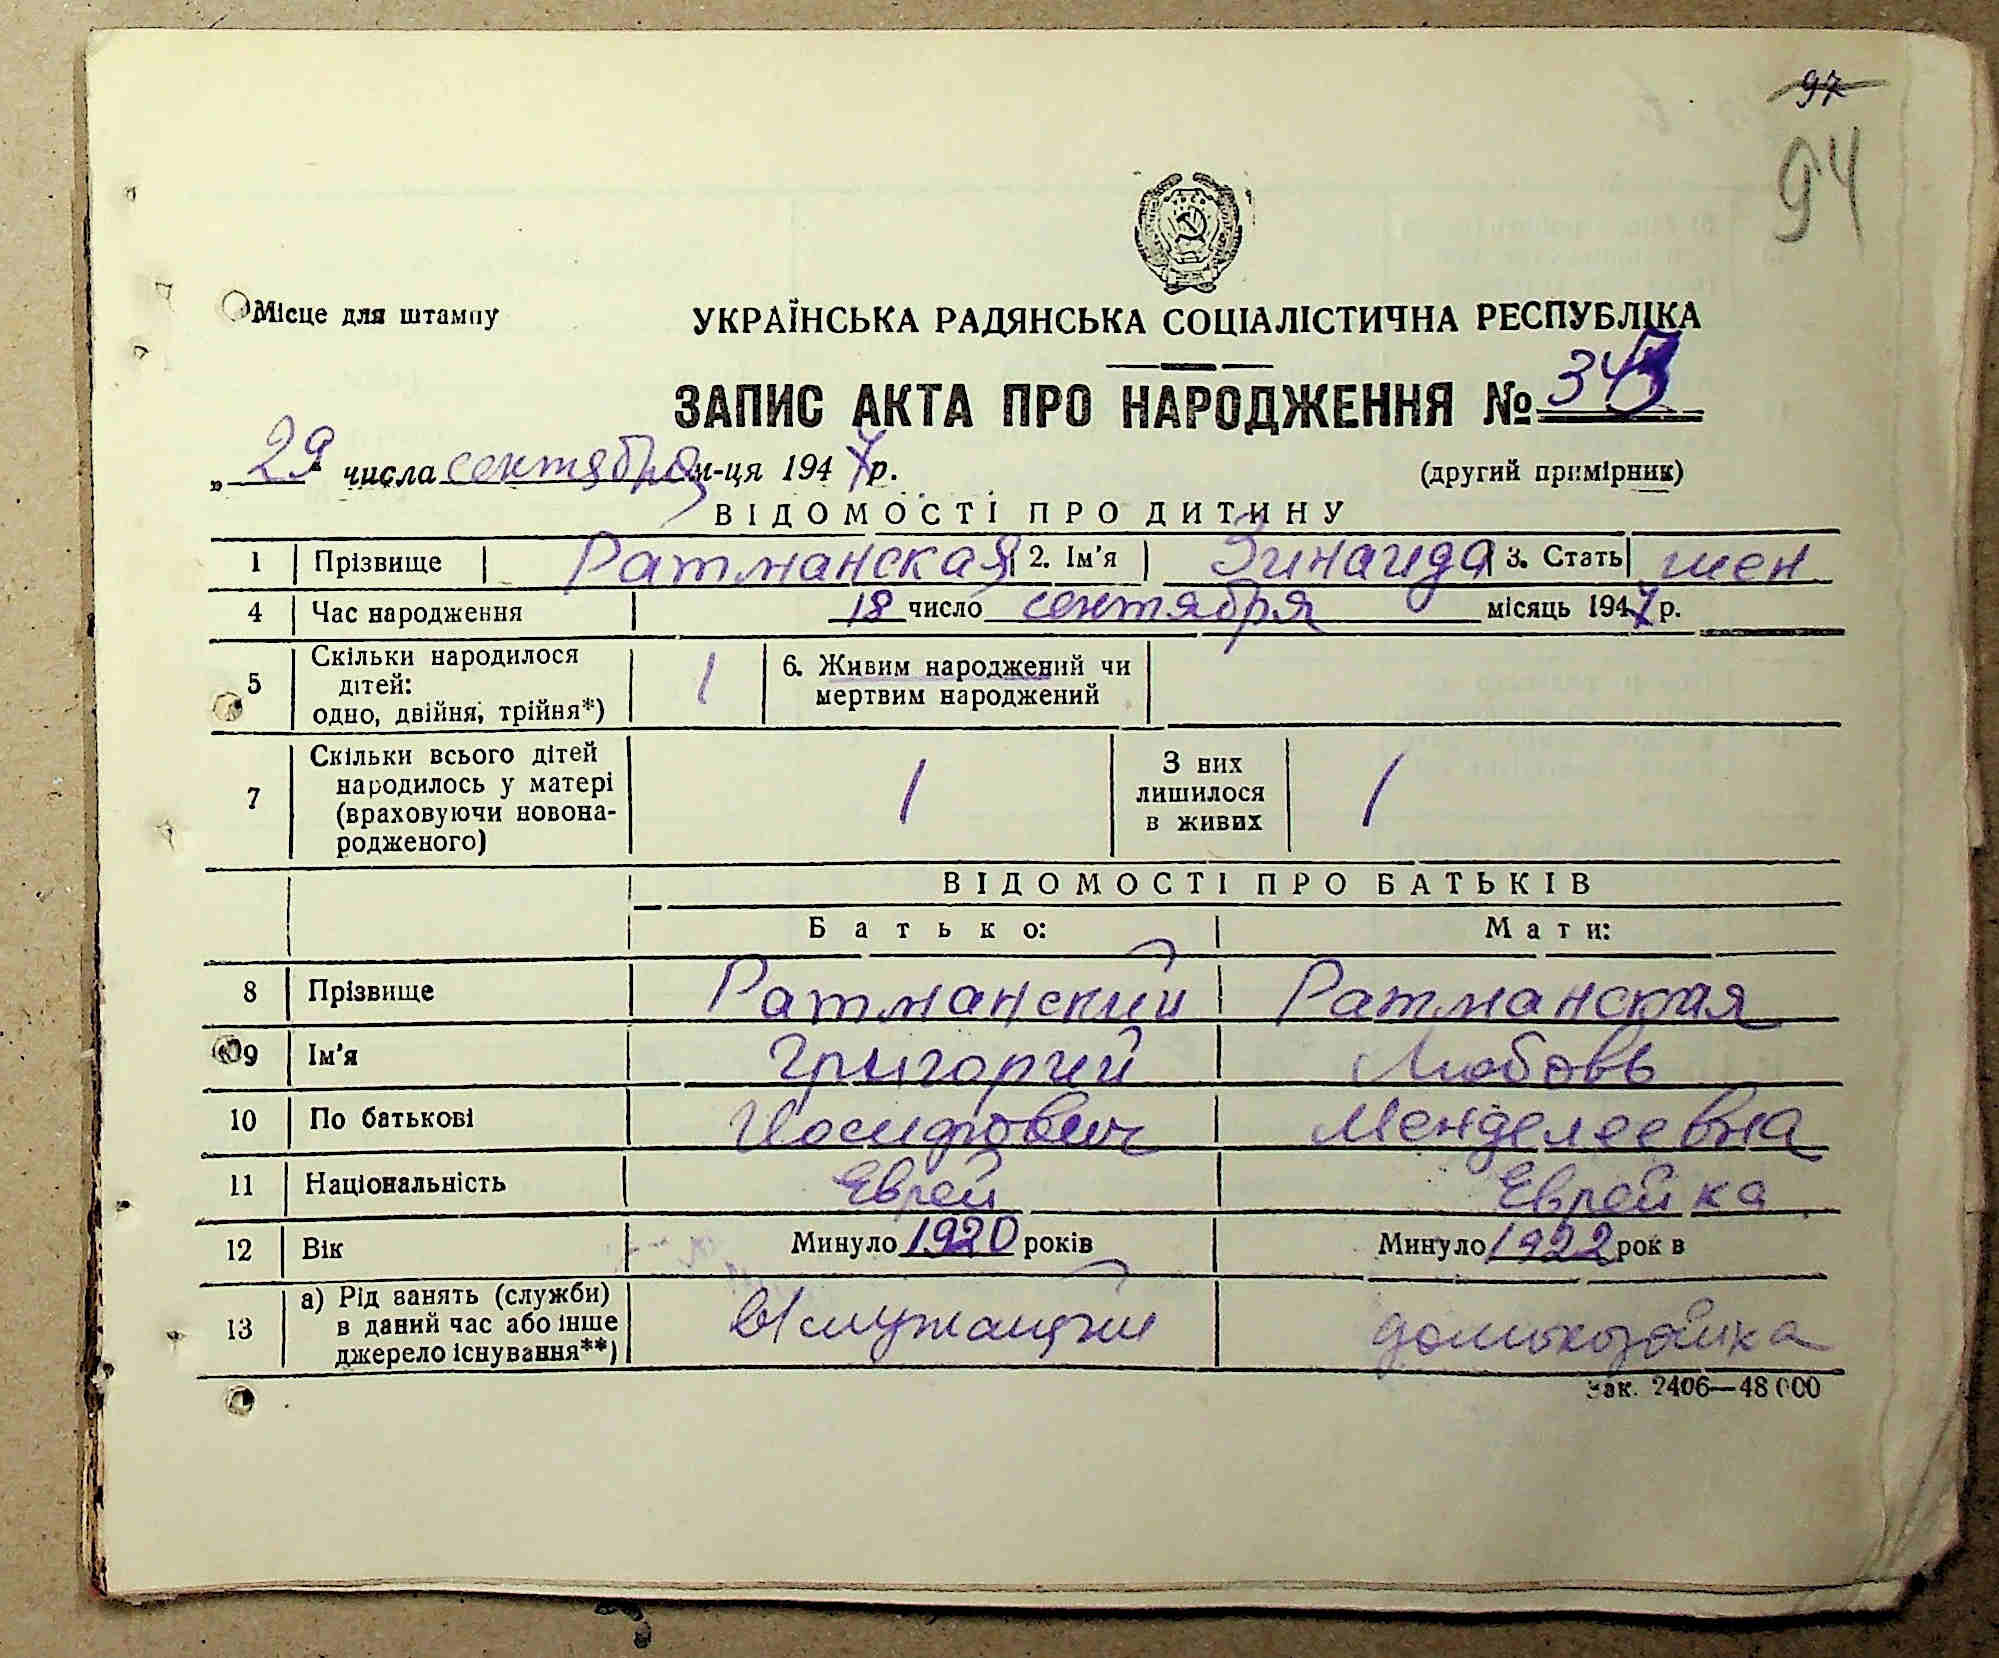 97
94
Місце для штампу
УКРАЇНСЬКА РАДЯНСЬКА СОЦІАЛІСТИЧНА РЕСПУБЛІКА
ЗАПИС АКТА ПРО НАРОДЖЕННЯ № 34
„ 29 " числа сентября м-ця 1947 р. (другий примірник)
ВІДОМОСТІ ПРО ДИТИНУ
1 Прізвище Ратманская 2. Ім'я Зинаида 3. Стать жен
4 Час народження 18 число сентября місяць 1947 р.
5 Скільки народилося дітей: одно, двійня, трійня*) 1 6. Живим народжений чи мертвим народжений
7 Скільки всього дітей народилось у матері (враховуючи новонародженого) 1 З них лишилося в живих 1
ВІДОМОСТІ ПРО БАТЬКІВ
Батько: Мати:
8 Прізвище Ратманский Ратманская
9 Ім'я Григорий Любовь
10 По батькові Иосифович Менделеевна
11 Національність Еврей Еврейка
12 Вік Минуло 1920 років Минуло 1922 рок в
13 а) Рід занять (служби) в даний час або інше джерело існування**) в/служащий домохозяйка
Зак. 2406—48 000